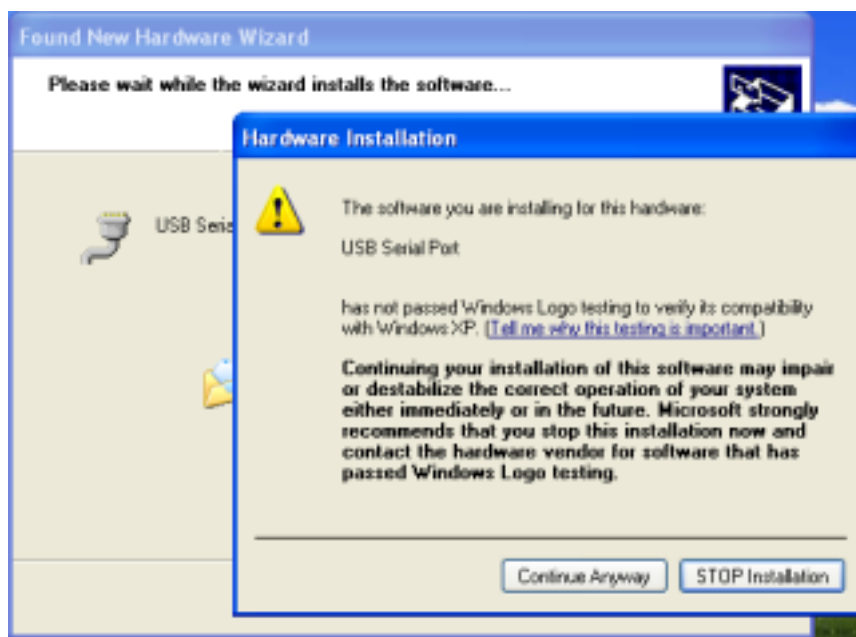 Found New Hardware Wizard
Please wait while the wizard installs the software...
Hardware Installation
The software you are installing for this hardware:
USB Serial Port
USB Seria
has not passed Windows Logo testing to verify its compatibility
with Windows XP. (Tell me why this testing is important.)
Continuing your installation of this software may impair
or destabilize the correct operation of your system
either immediately or in the future. Microsoft strongly
recommends that you stop this installation now and
contact the hardware vendor for software that has
passed Windows Logo testing.
Continue Anyway
STOP Installation